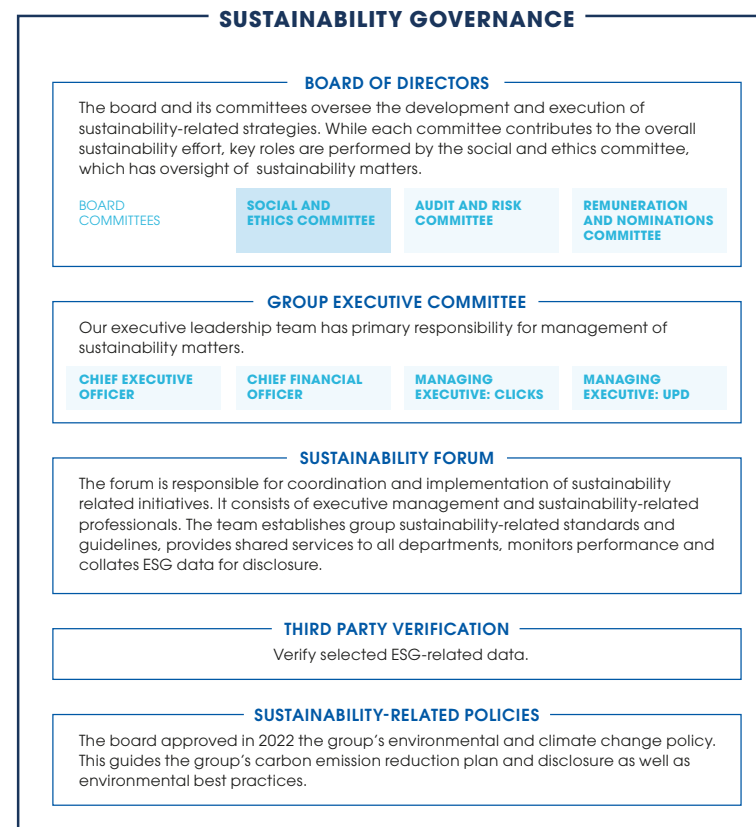 SUSTAINABILITY GOVERNANCE
BOARD OF DIRECTORS
The board and its committees oversee the development and execution of
sustainability-related strategies. While each committee contributes to the overall
sustainability effort, key roles are performed by the social and ethics committee,
which has oversight of sustainability matters.
BOARD
COMMITTEES
SOCIAL AND
ETHICS COMMITTEE
AUDIT AND RISK
COMMITTEE
REMUNERATION
AND NOMINATIONS
COMMITTEE
GROUP EXECUTIVE COMMITTEE
Our executive leadership team has primary responsibility for management of
sustainability matters.
CHIEF EXECUTIVE
OFFICER
CHIEF FINANCIAL
OFFICER
MANAGING
EXECUTIVE: CLICKS
MANAGING
EXECUTIVE: UPD
SUSTAINABILITY FORUM
The forum is responsible for coordination and implementation of sustainability
related initiatives. It consists of executive management and sustainability-related
professionals. The team establishes group sustainability-related standards and
guidelines, provides shared services to all departments, monitors performance and
collates ESG data for disclosure.
THIRD PARTY VERIFICATION
Verify selected ESG-related data.
SUSTAINABILITY-RELATED POLICIES
The board approved in 2022 the group's environmental and climate change policy.
This guides the group's carbon emission reduction plan and disclosure as well as
environmental best practices.